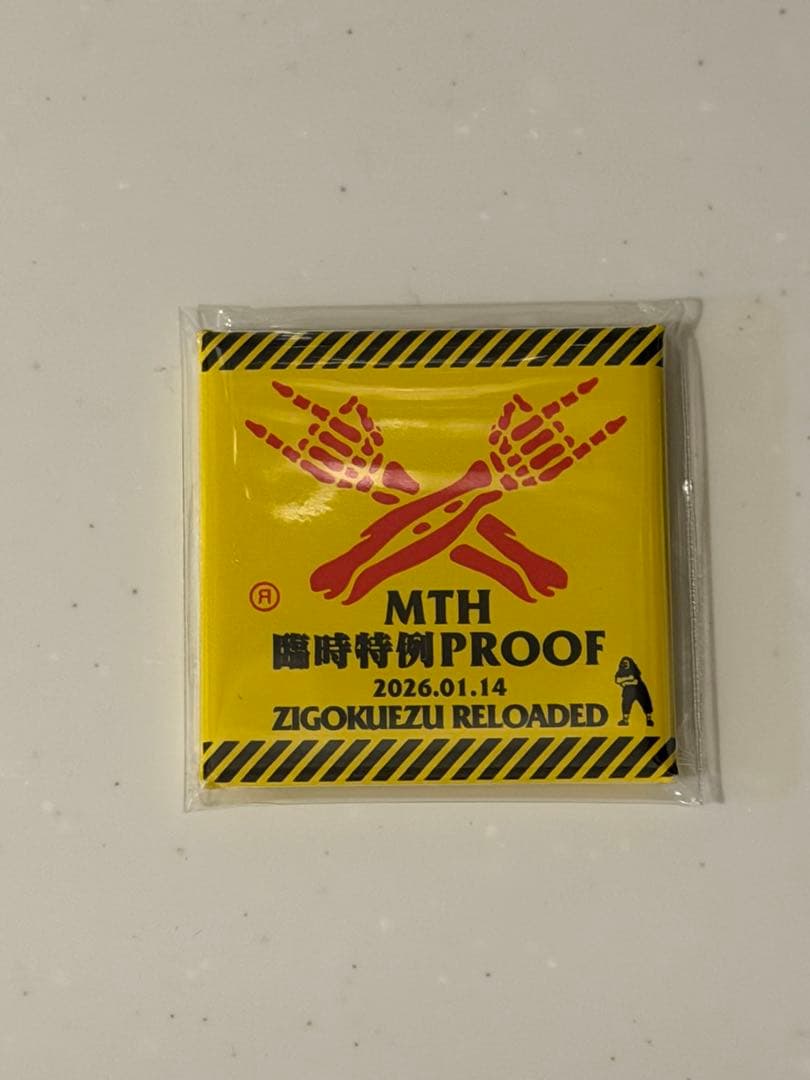 Я
MTH
臨時特例PROOF
2026.01.14
ZIGOKUEZU RELOADED